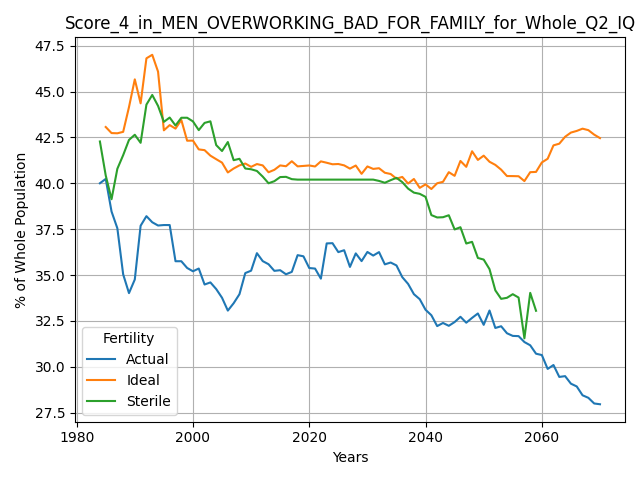 Score_4_in_MEN_OVERWORKING_BAD_FOR_FAMILY_for_Whole_Q2_IQ
47.5
45.0
42.5
40.0
37.5
35.0
32.5
30.0
27.5
% of Whole Population
Fertility
Actual
Ideal
Sterile
1980
2000
2020
2040
2060
Years